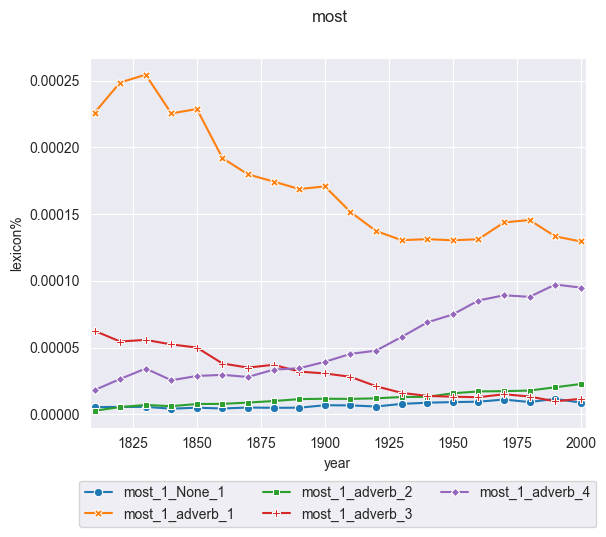 most
0.00025
0.00020
0.00015
0.00010
0.00005
0.00000
lexicon%
1825 1850 1875 1900 1925 1950 1975 2000
year
most_1_None_1 most_1_adverb_2 most_1_adverb_4
most_1_adverb_1 most_1_adverb_3